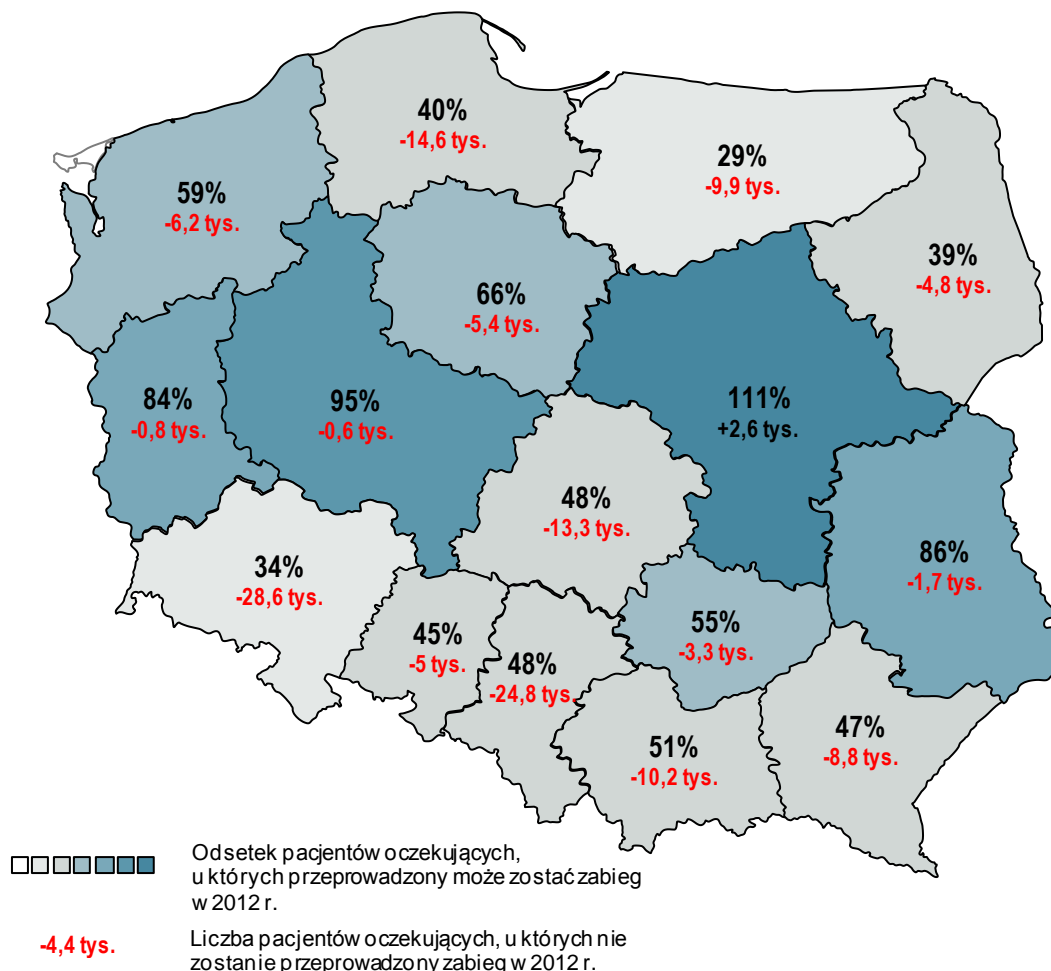 40%
-14,6 tys.
29%
-9,9 tys.
59%
-6,2 tys.
39%
-4,8 tys.
66%
-5,4 tys.
84%
-0,8 tys.
95%
-0,6 tys.
111%
+2,6 tys.
48%
-13,3 tys.
86%
-1,7 tys.
34%
-28,6 tys.
45%
-5 tys.
48%
-24,8 tys.
55%
-3,3 tys.
51%
-10,2 tys.
47%
-8,8 tys.
Odsetek pacjentów oczekujących,
u których przeprowadzony może zostać zabieg
w 2012 r.
-4,4 tys.
Liczba pacjentów oczekujących, u których nie
zostanie przeprowadzony zabieg w 2012 r.